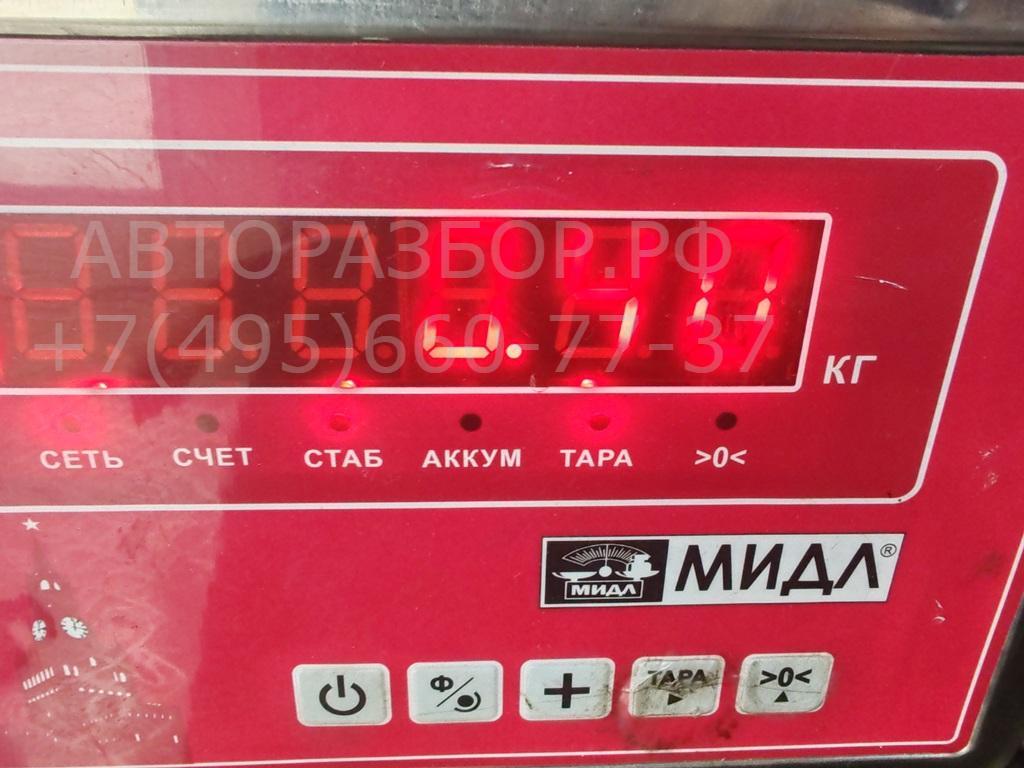 АВТОРАЗБОР.РФ
+7(495)660-77-37
КГ
СЕТЬ СЧЕТ СТАБ АККУМ ТАРА >0<
МИДЛ МИДЛ®
Ф
+ ТАРА >0<